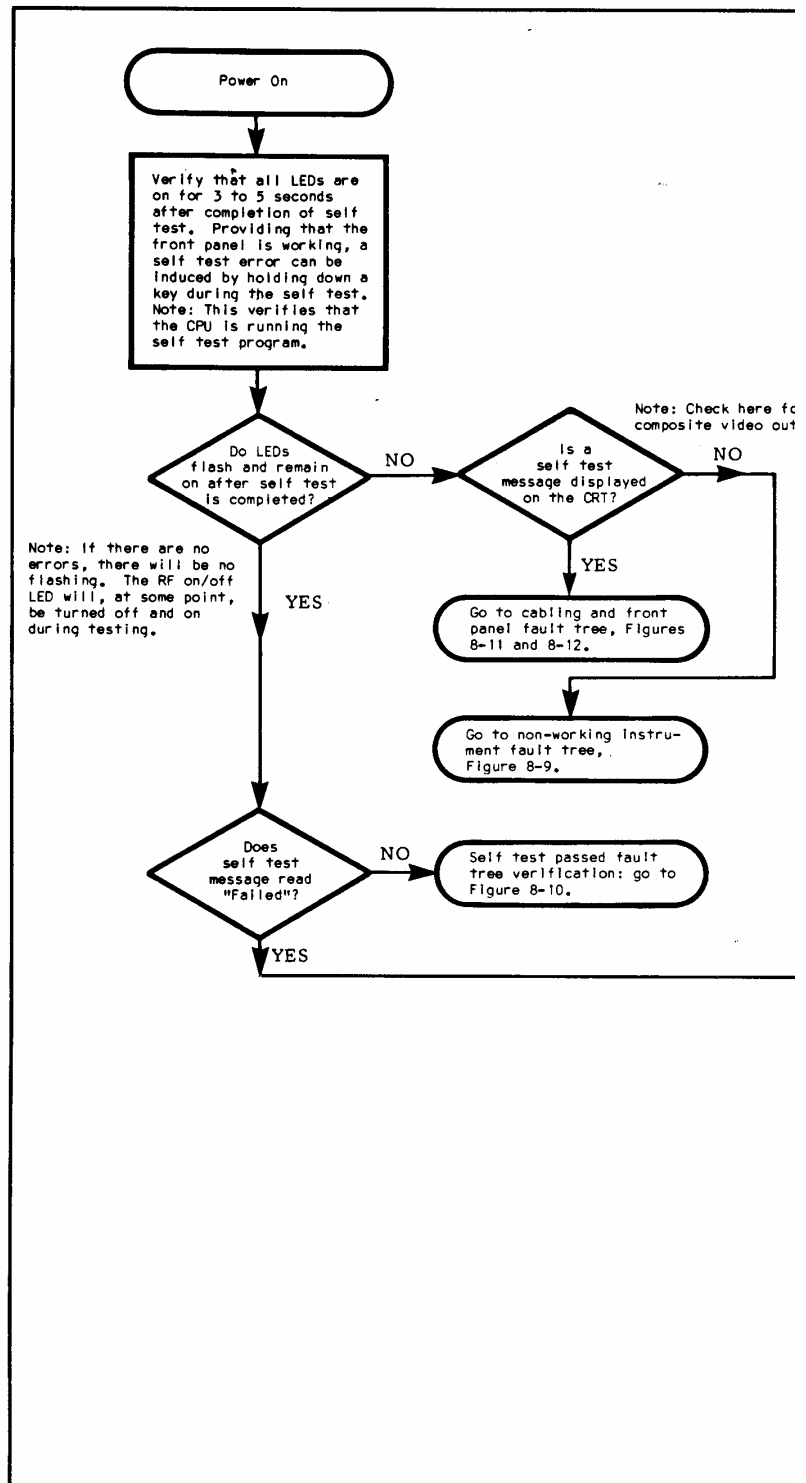 Power On
Verify that all LEDs are
on for 3 to 5 seconds
after completion of self
test. Providing that the
front panel is working, a
self test error can be
induced by holding down a
key during the self test.
Note: This verifies that
the CPU is running the
self test program.
Do LEDs
flash and remain
on after self test
is completed?
NO
Note: Check here fo
composite video out
Is a
self test
message displayed
on the CRT?
NO
YES
Note: If there are no
errors, there will be no
flashing. The RF on/off
LED will, at some point,
be turned off and on
during testing.
YES
Go to cabling and front
panel fault tree, Figures
8-11 and 8-12.
Go to non-working instru-
ment fault tree,
Figure 8-9.
Does
self test
message read
"Failed"?
NO
Self test passed fault
tree verification: go to
Figure 8-10.
YES